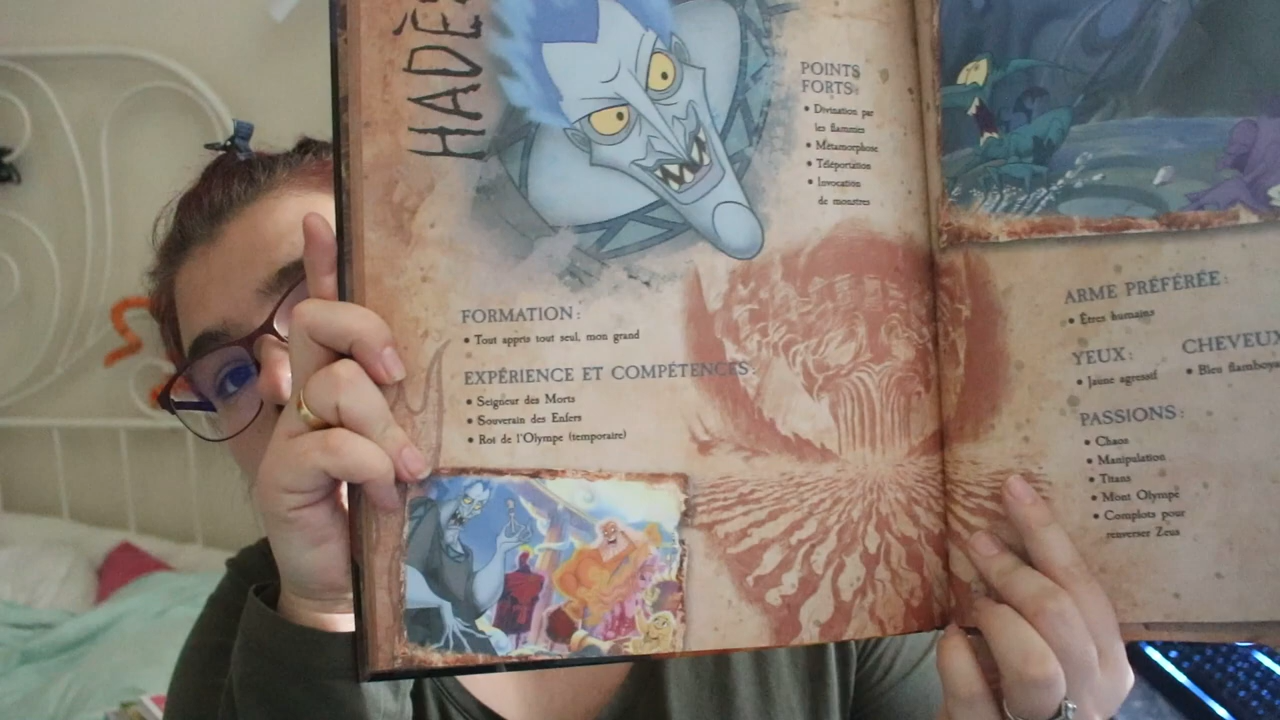 HADÈS
POINTS
FORTS:
• Divination par
les flammes
• Métamorphose
• Téléportation
• Invocation
de monstres
FORMATION:
• Tout appris tout seul, mon grand
EXPÉRIENCE ET COMPÉTENCES:
• Seigneur des Morts
• Souverain des Enfers
• Roi de l'Olympe (temporaire)
ARME PRÉFÉRÉE:
• Êtres humains
YEUX:
• Jaune agressif
CHEVEUX
• Bleu
PASSIONS:
• Chaos
• Manipulation
• Titans
• Mont Olympe
• Complots pour
renverser Zeus